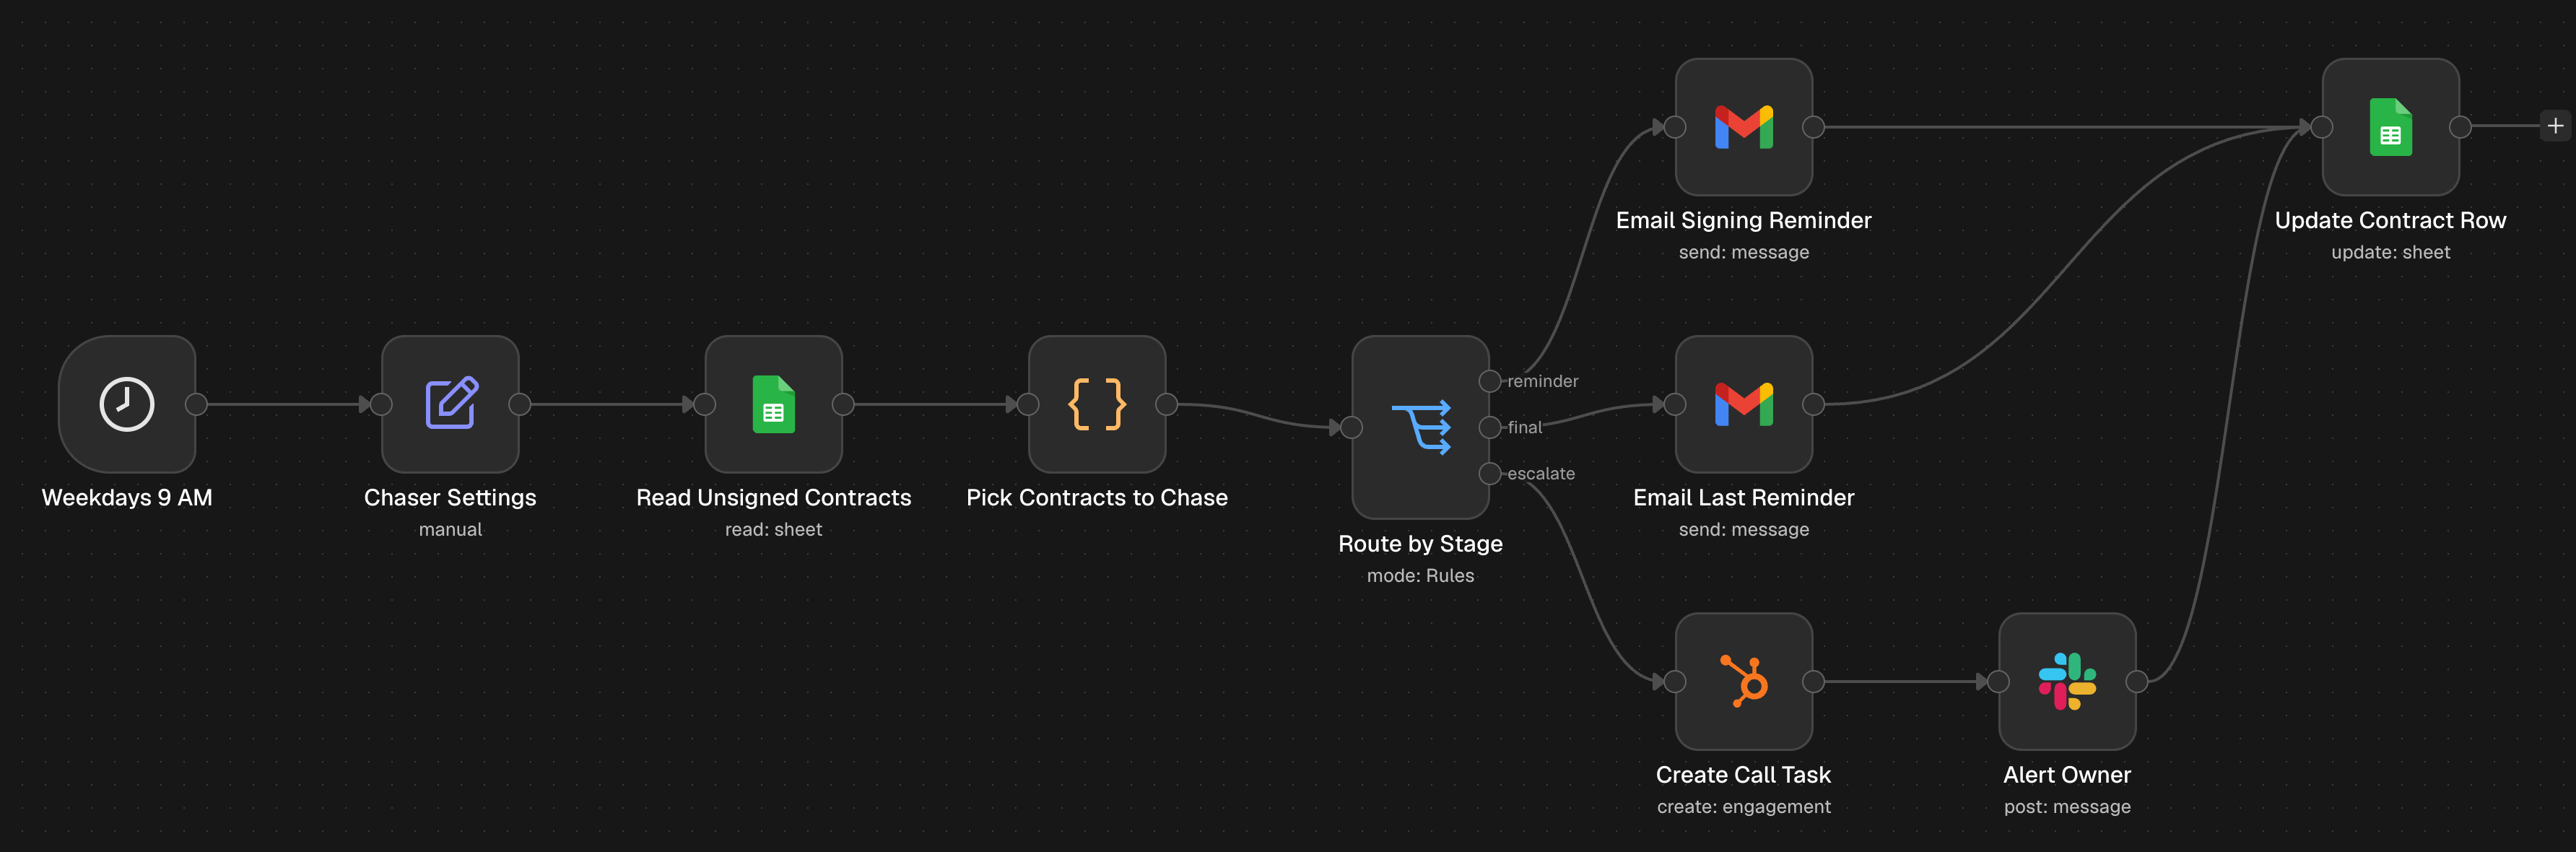 Weekdays 9 AM
Chaser Settings
manual
Read Unsigned Contracts
read: sheet
Pick Contracts to Chase
Route by Stage
mode: Rules
reminder
final
escalate
Email Signing Reminder
send: message
Email Last Reminder
send: message
Create Call Task
create: engagement
Alert Owner
post: message
Update Contract Row
update: sheet